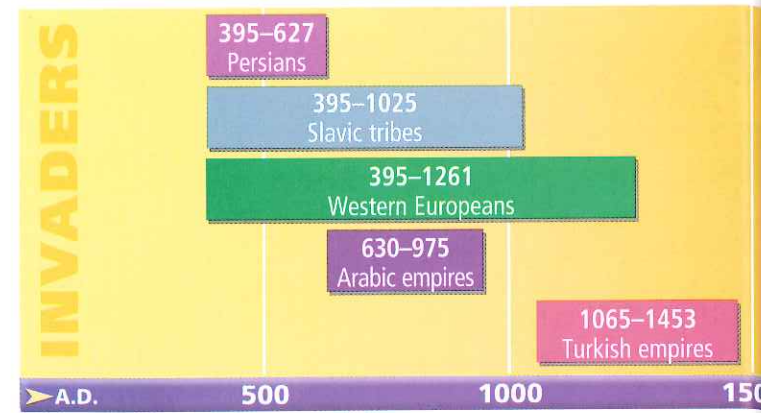 INVADERS
395–627
Persians
395–1025
Slavic tribes
395–1261
Western Europeans
630–975
Arabic empires
1065–1453
Turkish empires
A.D. 500 1000 150